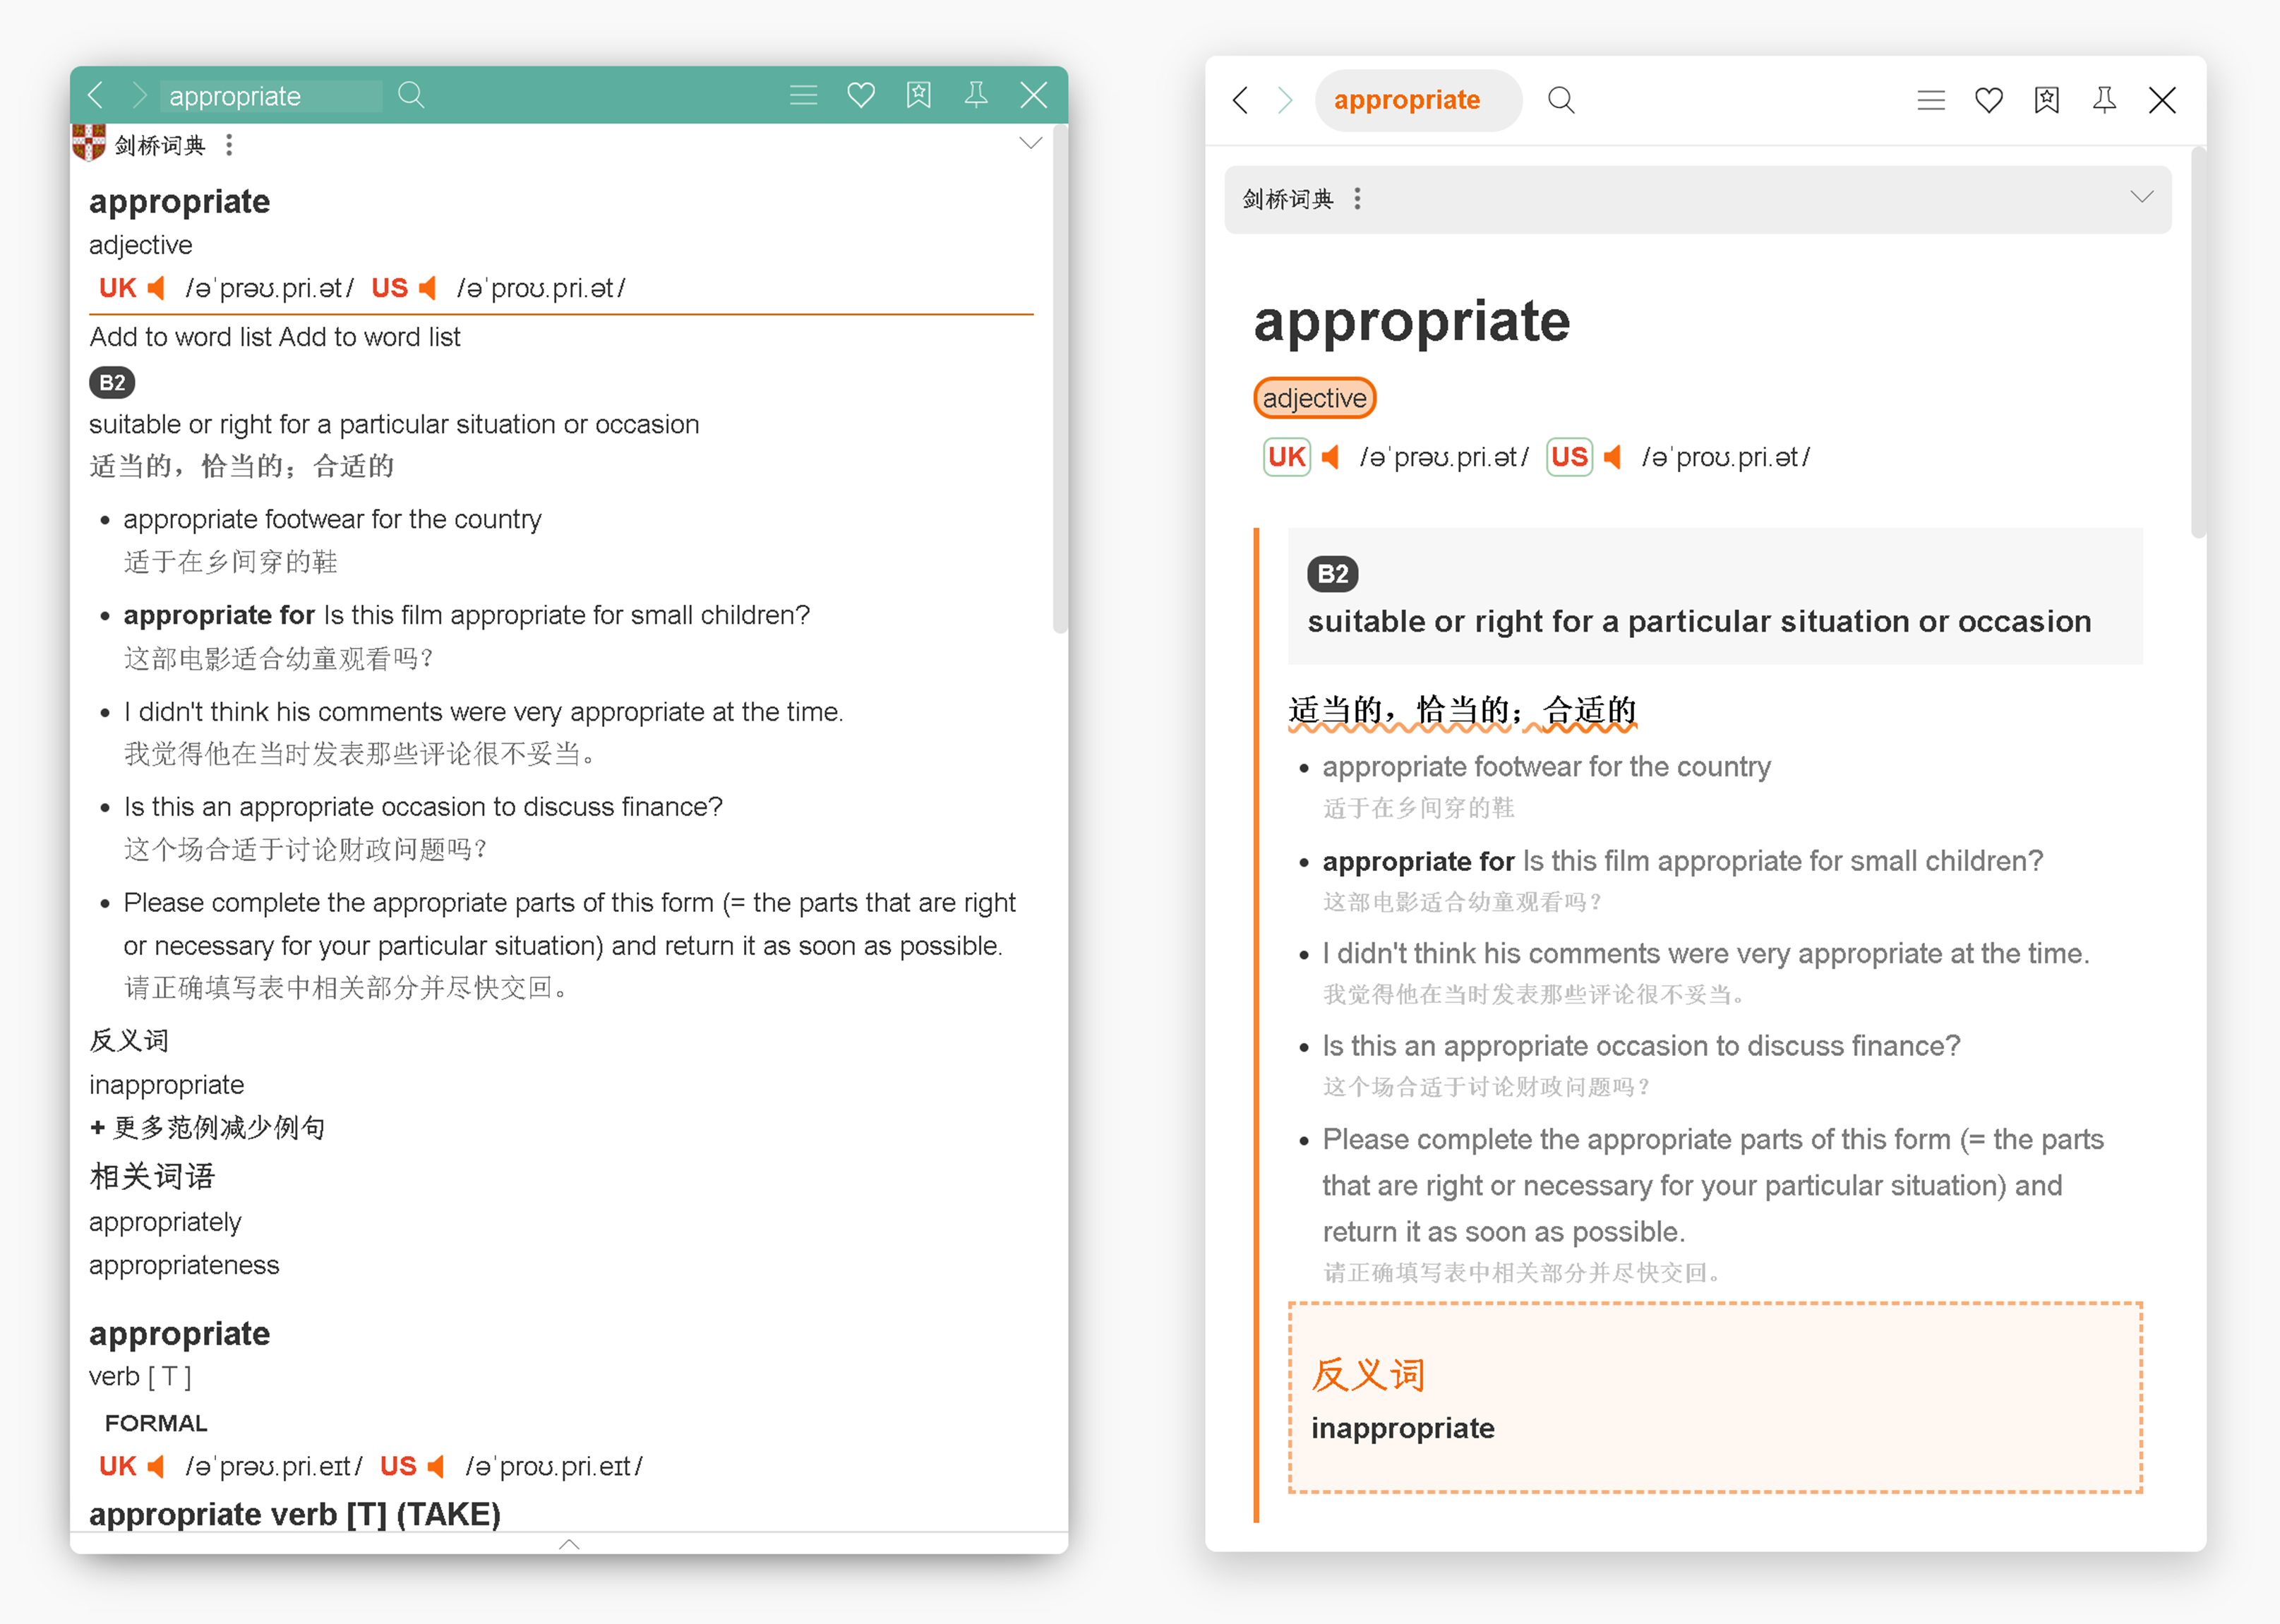 appropriate
剑桥词典
appropriate
adjective
UK /əˈprəʊ.pri.ət/ US /əˈproʊ.pri.ət/
Add to word list Add to word list
B2
suitable or right for a particular situation or occasion
适当的，恰当的；合适的
• appropriate footwear for the country
适于在乡间穿的鞋
• appropriate for Is this film appropriate for small children?
这部电影适合幼童观看吗？
• I didn't think his comments were very appropriate at the time.
我觉得他在当时发表那些评论很不妥当。
• Is this an appropriate occasion to discuss finance?
这个场合适于讨论财政问题吗？
• Please complete the appropriate parts of this form (= the parts that are right
or necessary for your particular situation) and return it as soon as possible.
请正确填写表中相关部分并尽快交回。
反义词
inappropriate
+ 更多范例减少例句
相关词语
appropriately
appropriateness
appropriate
verb [ T ]
FORMAL
UK /əˈprəʊ.pri.eɪt/ US /əˈproʊ.pri.eɪt/
appropriate verb [T] (TAKE)
appropriate
剑桥词典
appropriate
adjective
UK /əˈprəʊ.pri.ət/ US /əˈproʊ.pri.ət/
B2
suitable or right for a particular situation or occasion
适当的，恰当的；合适的
• appropriate footwear for the country
适于在乡间穿的鞋
• appropriate for Is this film appropriate for small children?
这部电影适合幼童观看吗？
• I didn't think his comments were very appropriate at the time.
我觉得他在当时发表那些评论很不妥当。
• Is this an appropriate occasion to discuss finance?
这个场合适于讨论财政问题吗？
• Please complete the appropriate parts of this form (= the parts
that are right or necessary for your particular situation) and
return it as soon as possible.
请正确填写表中相关部分并尽快交回。
反义词
inappropriate